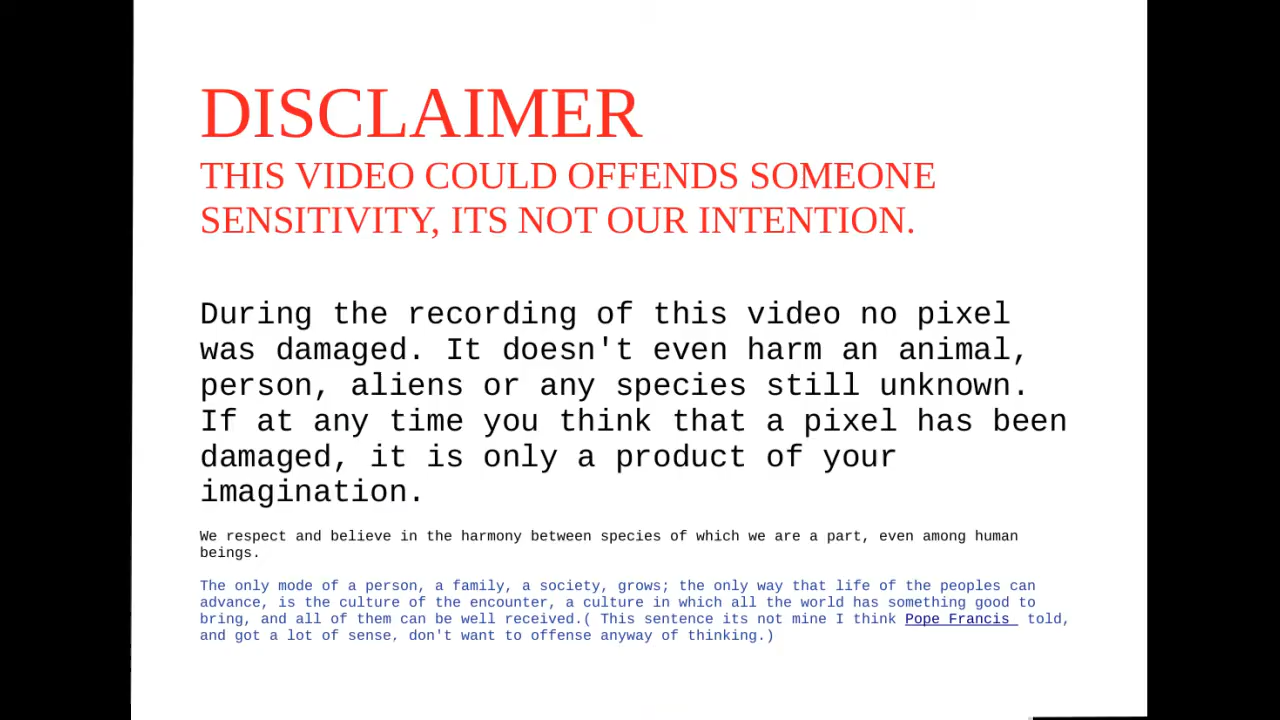 DISCLAIMER
THIS VIDEO COULD OFFENDS SOMEONE
SENSITIVITY, ITS NOT OUR INTENTION.
During the recording of this video no pixel
was damaged. It doesn't even harm an animal,
person, aliens or any species still unknown.
If at any time you think that a pixel has been
damaged, it is only a product of your
imagination.
We respect and believe in the harmony between species of which we are a part, even among human
beings.
The only mode of a person, a family, a society, grows; the only way that life of the peoples can
advance, is the culture of the encounter, a culture in which all the world has something good to
bring, and all of them can be well received.( This sentence its not mine I think Pope Francis  told,
and got a lot of sense, don't want to offense anyway of thinking.)